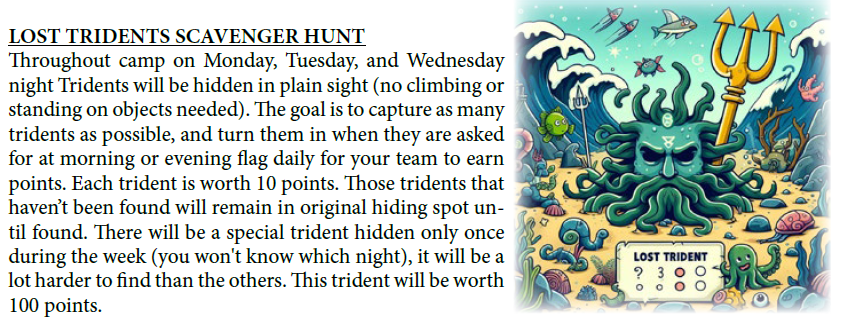 LOST TRIDENTS SCAVENGER HUNT
Throughout camp on Monday, Tuesday, and Wednesday
night Tridents will be hidden in plain sight (no climbing or
standing on objects needed). The goal is to capture as many
tridents as possible, and turn them in when they are asked
for at morning or evening flag daily for your team to earn
points. Each trident is worth 10 points. Those tridents that
haven't been found will remain in original hiding spot un-
til found. There will be a special trident hidden only once
during the week (you won't know which night), it will be a
lot harder to find than the others. This trident will be worth
100 points.
LOST TRIDENT
? 3